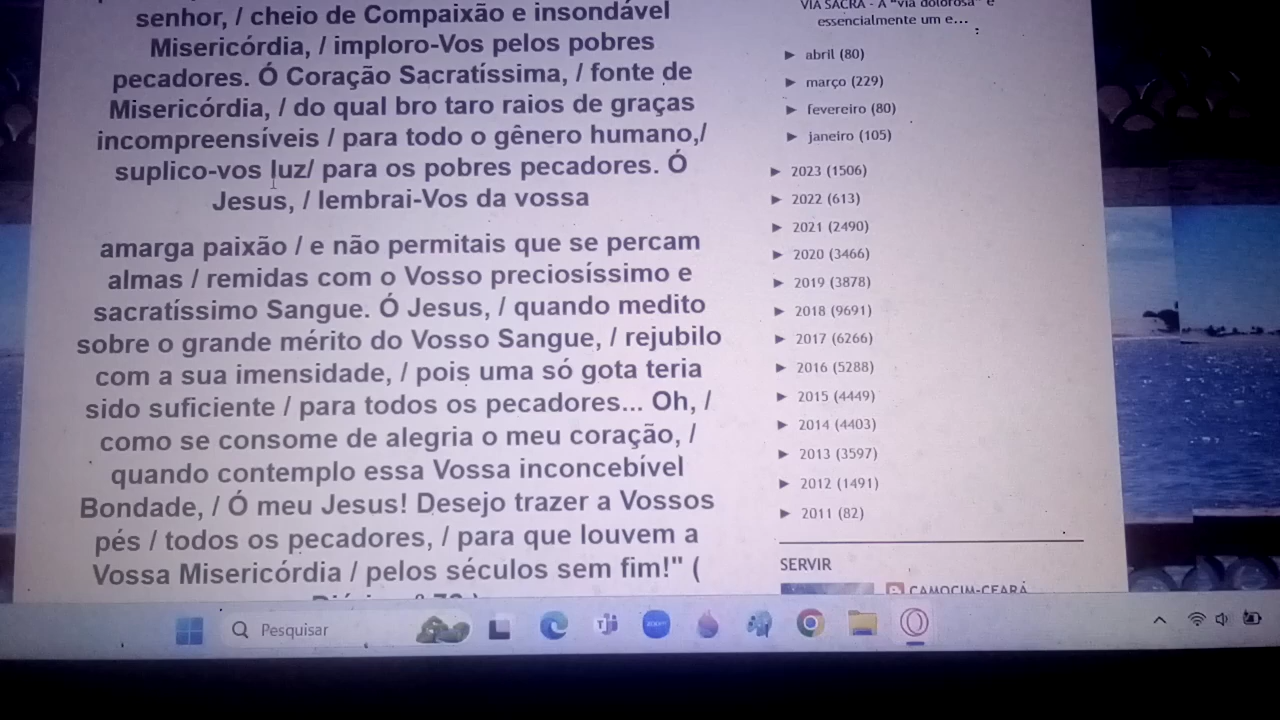 senhor, / cheio de Compaixão e insondável
Misericórdia, / imploro-Vos pelos pobres
pecadores. Ó Coração Sacratíssima, / fonte de
Misericórdia, / do qual bro taro raios de graças
incompreensíveis / para todo o gênero humano,/
suplico-vos luz/ para os pobres pecadores. Ó
Jesus, / lembrai-Vos da vossa
amarga paixão / e não permitais que se percam
almas / remidas com o Vosso preciosíssimo e
sacratíssimo Sangue. Ó Jesus, / quando medito
sobre o grande mérito do Vosso Sangue, / rejubilo
com a sua imensidade, / pois uma só gota teria
sido suficiente / para todos os pecadores... Oh, /
como se consome de alegria o meu coração, /
quando contemplo essa Vossa inconcebível
Bondade, / Ó meu Jesus! Desejo trazer a Vossos
pés / todos os pecadores, / para que louvem a
Vossa Misericórdia / pelos séculos sem fim!" (
VIA SACRA - A "via dolorosa" é
essencialmente um e...
► abril (80)
► março (229)
► fevereiro (80)
► janeiro (105)
► 2023 (1506)
► 2022 (613)
► 2021 (2490)
► 2020 (3466)
► 2019 (3878)
► 2018 (9691)
► 2017 (6266)
► 2016 (5288)
► 2015 (4449)
► 2014 (4403)
► 2013 (3597)
► 2012 (1491)
► 2011 (82)
SERVIR
CAMOCIM-CEARÁ
Pesquisar
zoom